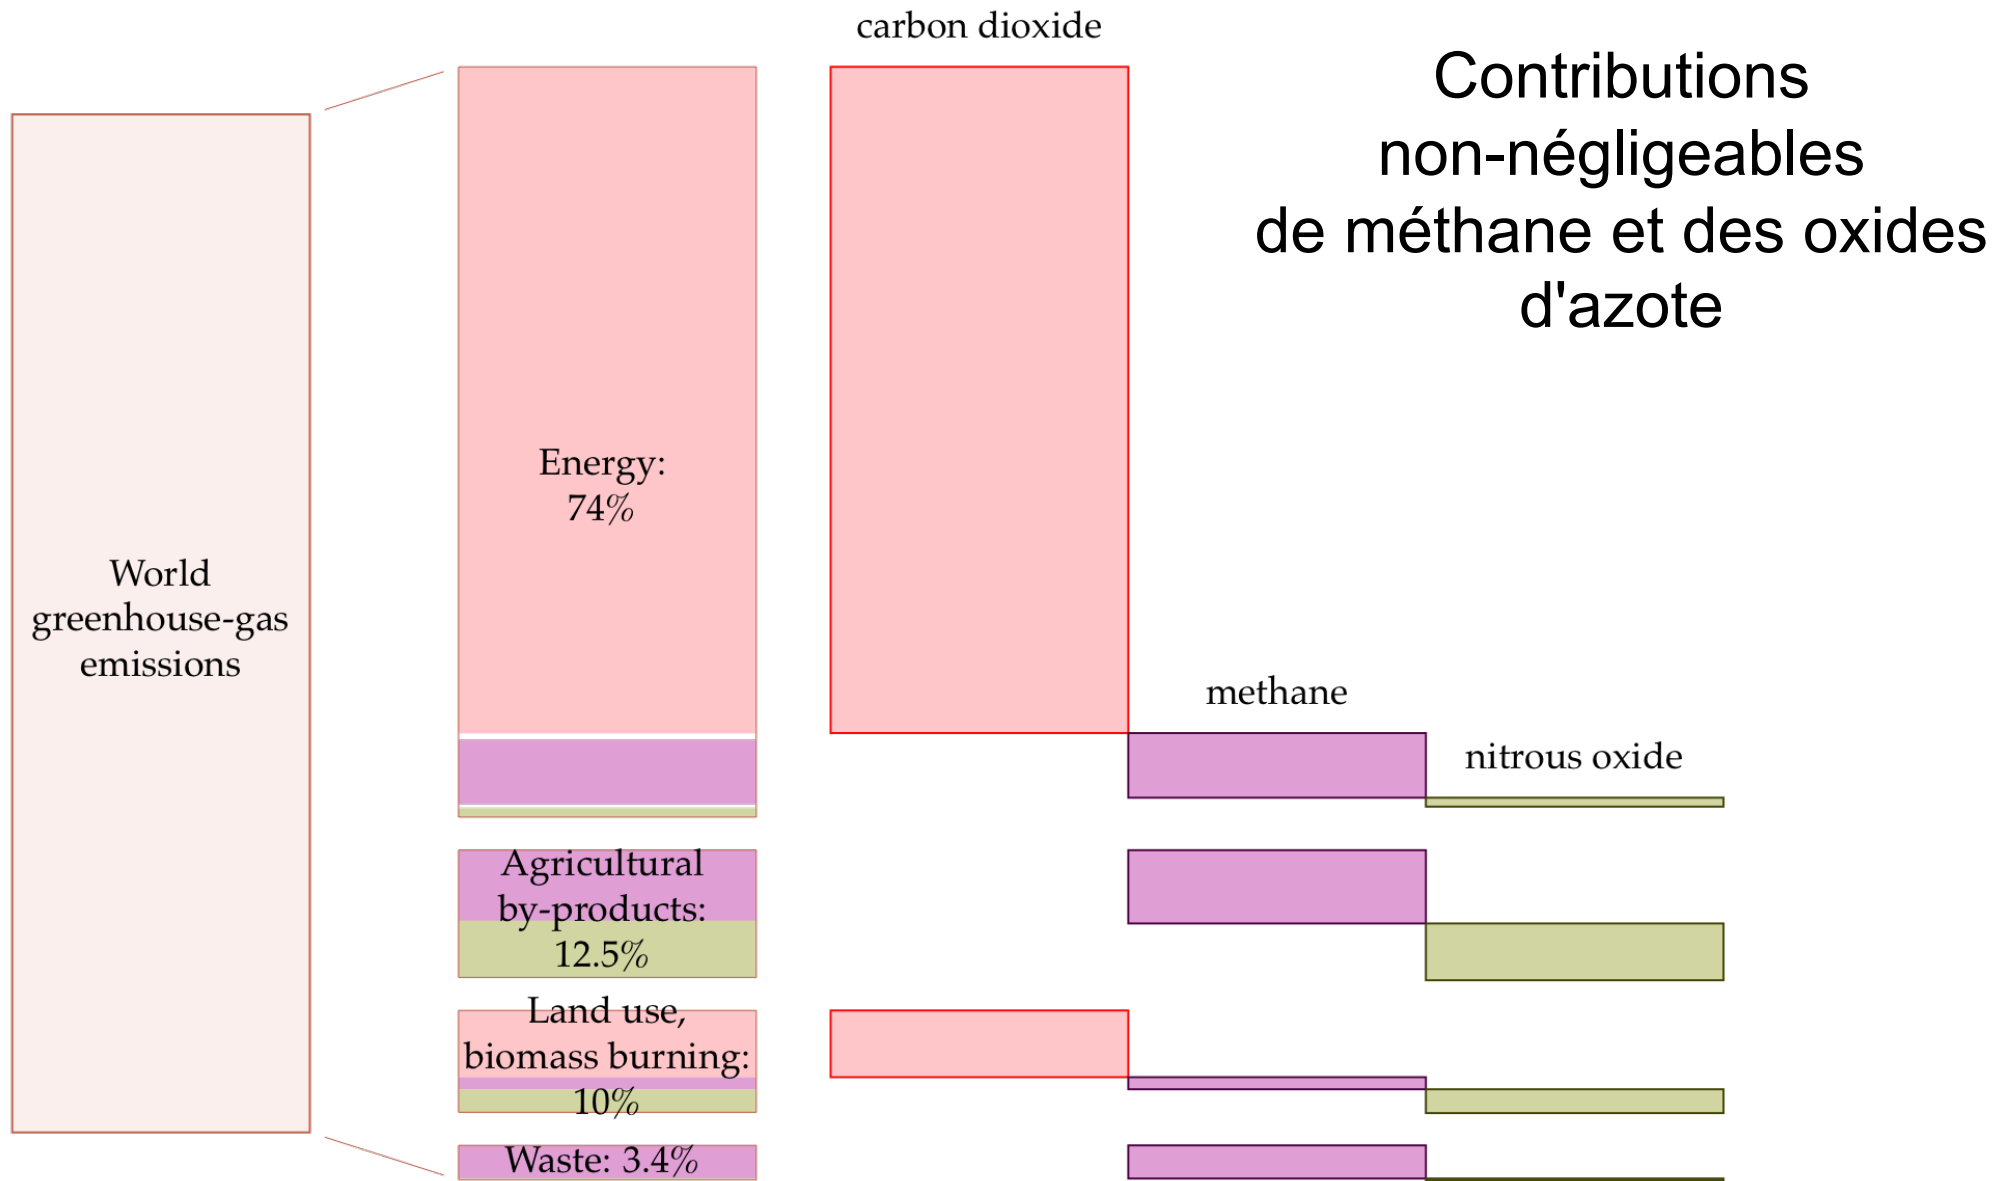 carbon dioxide
Contributions
non-négligeables
de méthane et des oxides
d'azote
Energy:
74%
World
greenhouse-gas
emissions
methane
nitrous oxide
Agricultural
by-products:
12.5%
Land use,
biomass burning:
10%
Waste: 3.4%